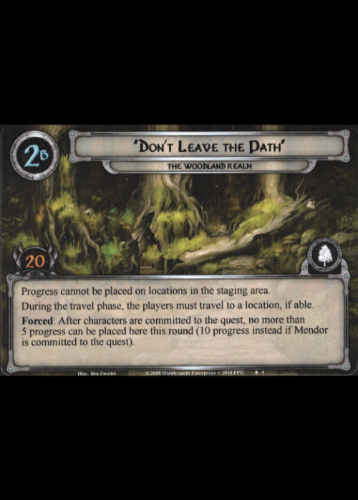 2B
"Don't Leave the Path"
The Woodland Realm
20
Progress cannot be placed on locations in the staging area.
During the travel phase, the players must travel to a location, if able.
Forced: After characters are committed to the quest, no more than
5 progress can be placed here this round (10 progress instead if Mendor
is committed to the quest).